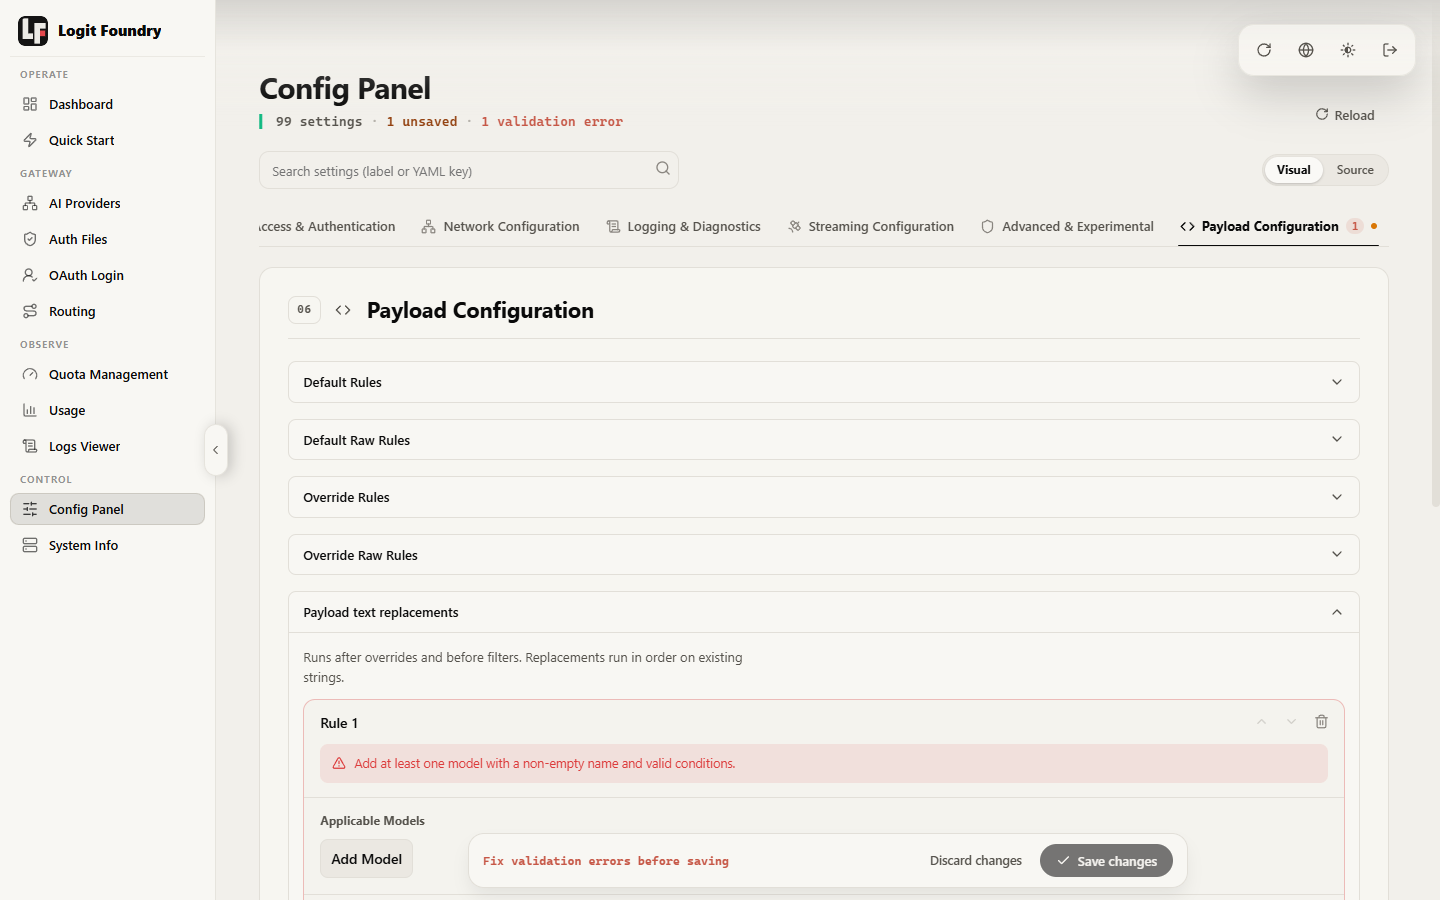 Logit Foundry
OPERATE
Dashboard
Quick Start
GATEWAY
AI Providers
Auth Files
OAuth Login
Routing
OBSERVE
Quota Management
Usage
Logs Viewer
CONTROL
Config Panel
System Info
Config Panel
99 settings · 1 unsaved · 1 validation error
Reload
Search settings (label or YAML key)
Visual
Source
ccess & Authentication
Network Configuration
Logging & Diagnostics
Streaming Configuration
Advanced & Experimental
Payload Configuration 1
06
Payload Configuration
Default Rules
Default Raw Rules
Override Rules
Override Raw Rules
Payload text replacements
Runs after overrides and before filters. Replacements run in order on existing
strings.
Rule 1
Add at least one model with a non-empty name and valid conditions.
Applicable Models
Add Model
Fix validation errors before saving
Discard changes
Save changes